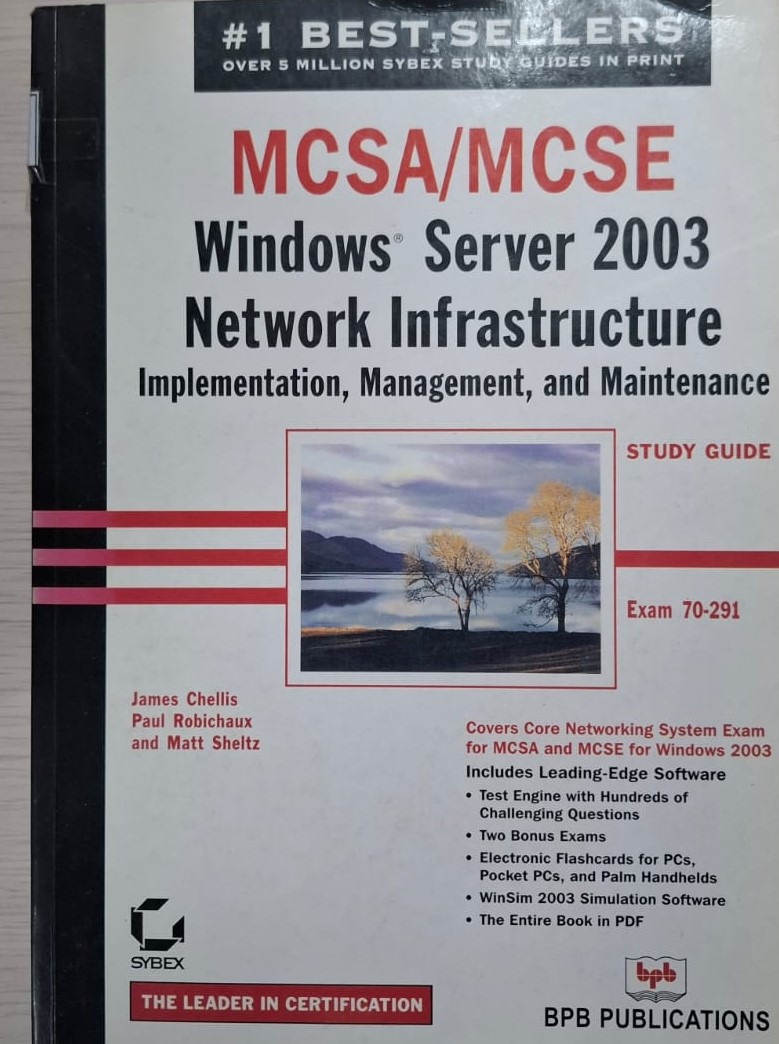 #1 BEST-SELLERS
OVER 5 MILLION SYBEX STUDY GUIDES IN PRINT
MCSA/MCSE
Windows® Server 2003
Network Infrastructure
Implementation, Management, and Maintenance
STUDY GUIDE
Exam 70-291
James Chellis
Paul Robichaux
and Matt Sheltz
Covers Core Networking System Exam
for MCSA and MCSE for Windows 2003
Includes Leading-Edge Software
• Test Engine with Hundreds of
Challenging Questions
• Two Bonus Exams
• Electronic Flashcards for PCs,
Pocket PCs, and Palm Handhelds
• WinSim 2003 Simulation Software
• The Entire Book in PDF
SYBEX
THE LEADER IN CERTIFICATION
bpb
BPB PUBLICATIONS